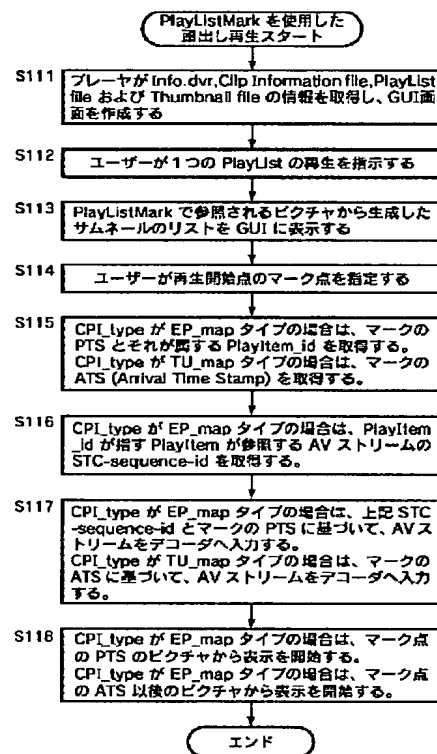 PlayListMark を使用した
頭出し再生スタート
S111
プレーヤが Info.dvr,Clip Information file,PlayList
file および Thumbnail file の情報を取得し、GUI画
面を作成する
S112
ユーザーが1つの PlayList の再生を指示する
S113
PlayListMark で参照されるピクチャから生成した
サムネールのリストを GUI に表示する
S114
ユーザーが再生開始点のマーク点を指定する
S115
CPI_type が EP_map タイプの場合は、マークの
PTS とそれが属する PlayItem_id を取得する。
CPI_type が TU_map タイプの場合は、マークの
ATS (Arrival Time Stamp) を取得する。
S116
CPI_type が EP_map タイプの場合は、PlayItem
_id が指す PlayItem が参照する AV ストリームの
STC-sequence-id を取得する。
S117
CPI_type が EP_map タイプの場合は、上記 STC
-sequence-id とマークの PTS に基づいて、AV ス
トリームをデコーダへ入力する。
CPI_type が TU_map タイプの場合は、マークの
ATS に基づいて、AV ストリームをデコーダへ入力
する。
S118
CPI_type が EP_map タイプの場合は、マーク点
の PTS のピクチャから表示を開始する。
CPI_type が TU_map タイプの場合は、マーク点
の ATS 以後のピクチャから表示を開始する。
エンド